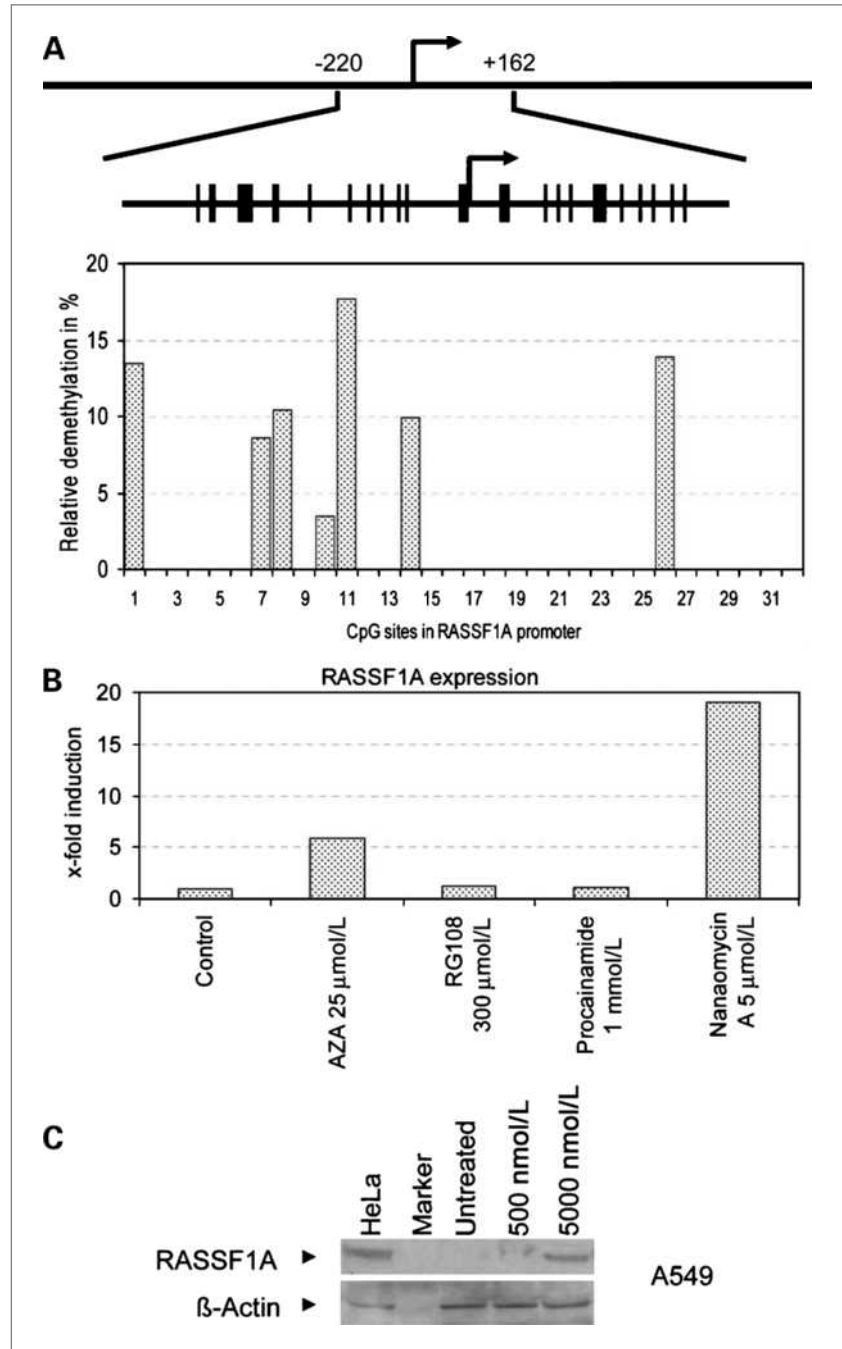 A
-220 +162
20
15
10
5
0
Relative demethylation in %
1 3 5 7 9 11 13 15 17 19 21 23 25 27 29 31
CpG sites in RASSF1A promoter
B
RASSF1A expression
20
15
10
5
0
x-fold induction
Control
AZA 25 μmol/L
RG108
300 μmol/L
Procainamide
1 mmol/L
Nanaomycin
A 5 μmol/L
C
HeLa
Marker
Untreated
500 nmol/L
5000 nmol/L
RASSF1A
ß-Actin
A549